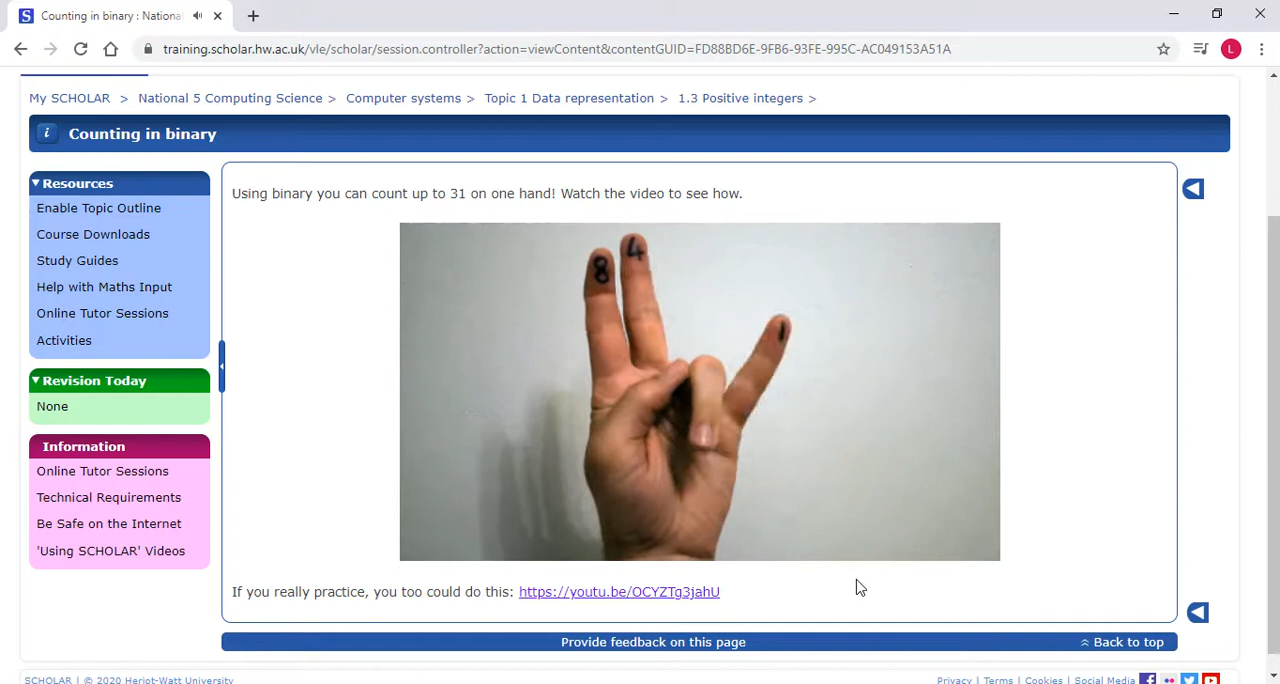 Counting in binary : Nationa
training.scholar.hw.ac.uk/vle/scholar/session.controller?action=viewContent&contentGUID=FD88BD6E-9FB6-93FE-995C-AC049153A51A
L
My SCHOLAR > National 5 Computing Science > Computer systems > Topic 1 Data representation > 1.3 Positive integers >
i Counting in binary
Resources
Enable Topic Outline
Course Downloads
Study Guides
Help with Maths Input
Online Tutor Sessions
Activities
Revision Today
None
Information
Online Tutor Sessions
Technical Requirements
Be Safe on the Internet
'Using SCHOLAR' Videos
Using binary you can count up to 31 on one hand! Watch the video to see how.
8 4
1
If you really practice, you too could do this: https://youtu.be/OCYZTg3jahU
Provide feedback on this page
Back to top
SCHOLAR | © 2020 Heriot-Watt University
Privacy | Terms | Cookies | Social Media